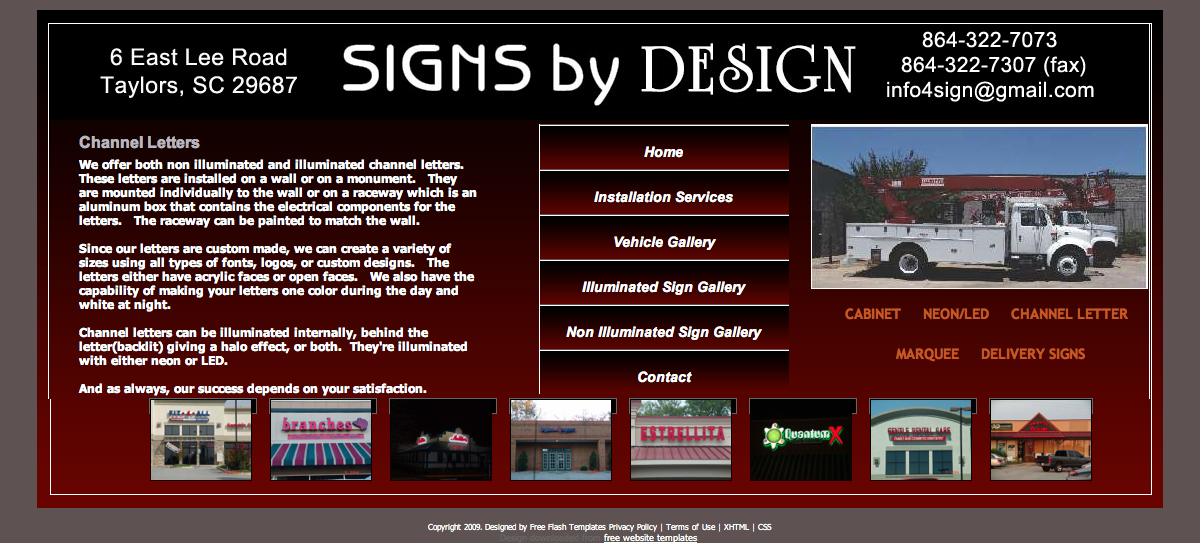 6 East Lee Road
Taylors, SC 29687
SIGNS by DESIGN
864-322-7073
864-322-7307 (fax)
info4sign@gmail.com
Channel Letters
We offer both non illuminated and illuminated channel letters.
These letters are installed on a wall or on a monument. They
are mounted individually to the wall or on a raceway which is an
aluminum box that contains the electrical components for the
letters. The raceway can be painted to match the wall.
Since our letters are custom made, we can create a variety of
sizes using all types of fonts, logos, or custom designs. The
letters either have acrylic faces or open faces. We also have the
capability of making your letters one color during the day and
white at night.
Channel letters can be illuminated internally, behind the
letter(backlit) giving a halo effect, or both. They're illuminated
with either neon or LED.
And as always, our success depends on your satisfaction.
Home
Installation Services
Vehicle Gallery
Illuminated Sign Gallery
Non Illuminated Sign Gallery
Contact
CABINET NEON/LED CHANNEL LETTER
MARQUEE DELIVERY SIGNS
branches
ESTRELLITA
QuantumX
GENTLE DENTAL CARE
Copyright 2009. Designed by Free Flash Templates Privacy Policy | Terms of Use | XHTML | CSS
Design downloaded from free website templates